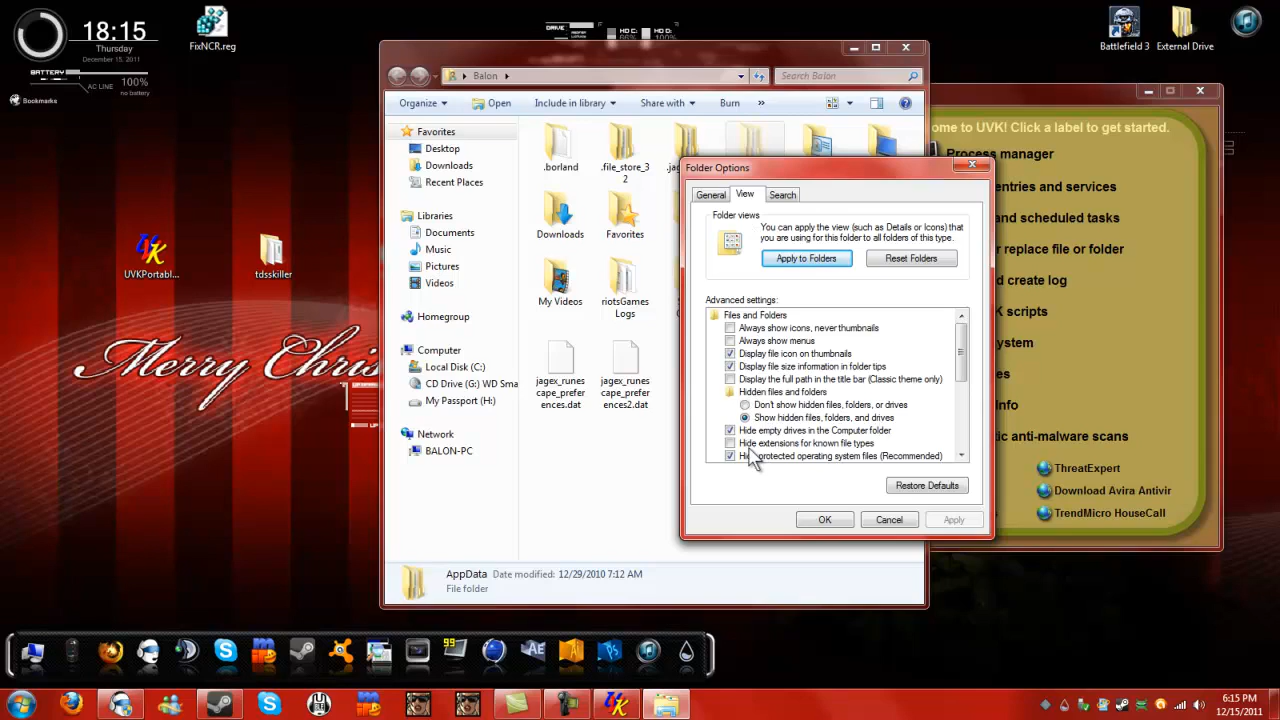 18:15
Thursday
December 15, 2011
BATTERY
AC LINE
100%
no battery
Bookmarks
FixNCR.reg
DRIVE
HD C:
HD D:
100%
Battlefield 3
External Drive
UVKPortabl...
tdsskiller
Merry Chris
Balon
Search Balon
Organize
Open
Include in library
Share with
Burn
»
Favorites
Desktop
Downloads
Recent Places
Libraries
Documents
Music
Pictures
Videos
Homegroup
Computer
Local Disk (C:)
CD Drive (G:) WD Sma
My Passport (H:)
Network
BALON-PC
.borland
.file_store_3
2
.jag
Downloads
Favorites
My Videos
riotsGames
Logs
jagex_runes
cape_prefer
ences.dat
jagex_runes
cape_prefer
ences2.dat
AppData
Date modified: 12/29/2010 7:12 AM
File folder
Folder Options
General
View
Search
Folder views
You can apply the view (such as Details or Icons) that
you are using for this folder to all folders of this type.
Apply to Folders
Reset Folders
Advanced settings:
Files and Folders
Always show icons, never thumbnails
Always show menus
Display file icon on thumbnails
Display file size information in folder tips
Display the full path in the title bar (Classic theme only)
Hidden files and folders
Don't show hidden files, folders, or drives
Show hidden files, folders, and drives
Hide empty drives in the Computer folder
Hide extensions for known file types
Hi protected operating system files (Recommended)
Restore Defaults
OK
Cancel
Apply
ome to UVK! Click a label to get started.
Process manager
entries and services
and scheduled tasks
r replace file or folder
nd create log
K scripts
ystem
es
nfo
tic anti-malware scans
ThreatExpert
Download Avira Antivir
TrendMicro HouseCall
99
AE
6:15 PM
12/15/2011